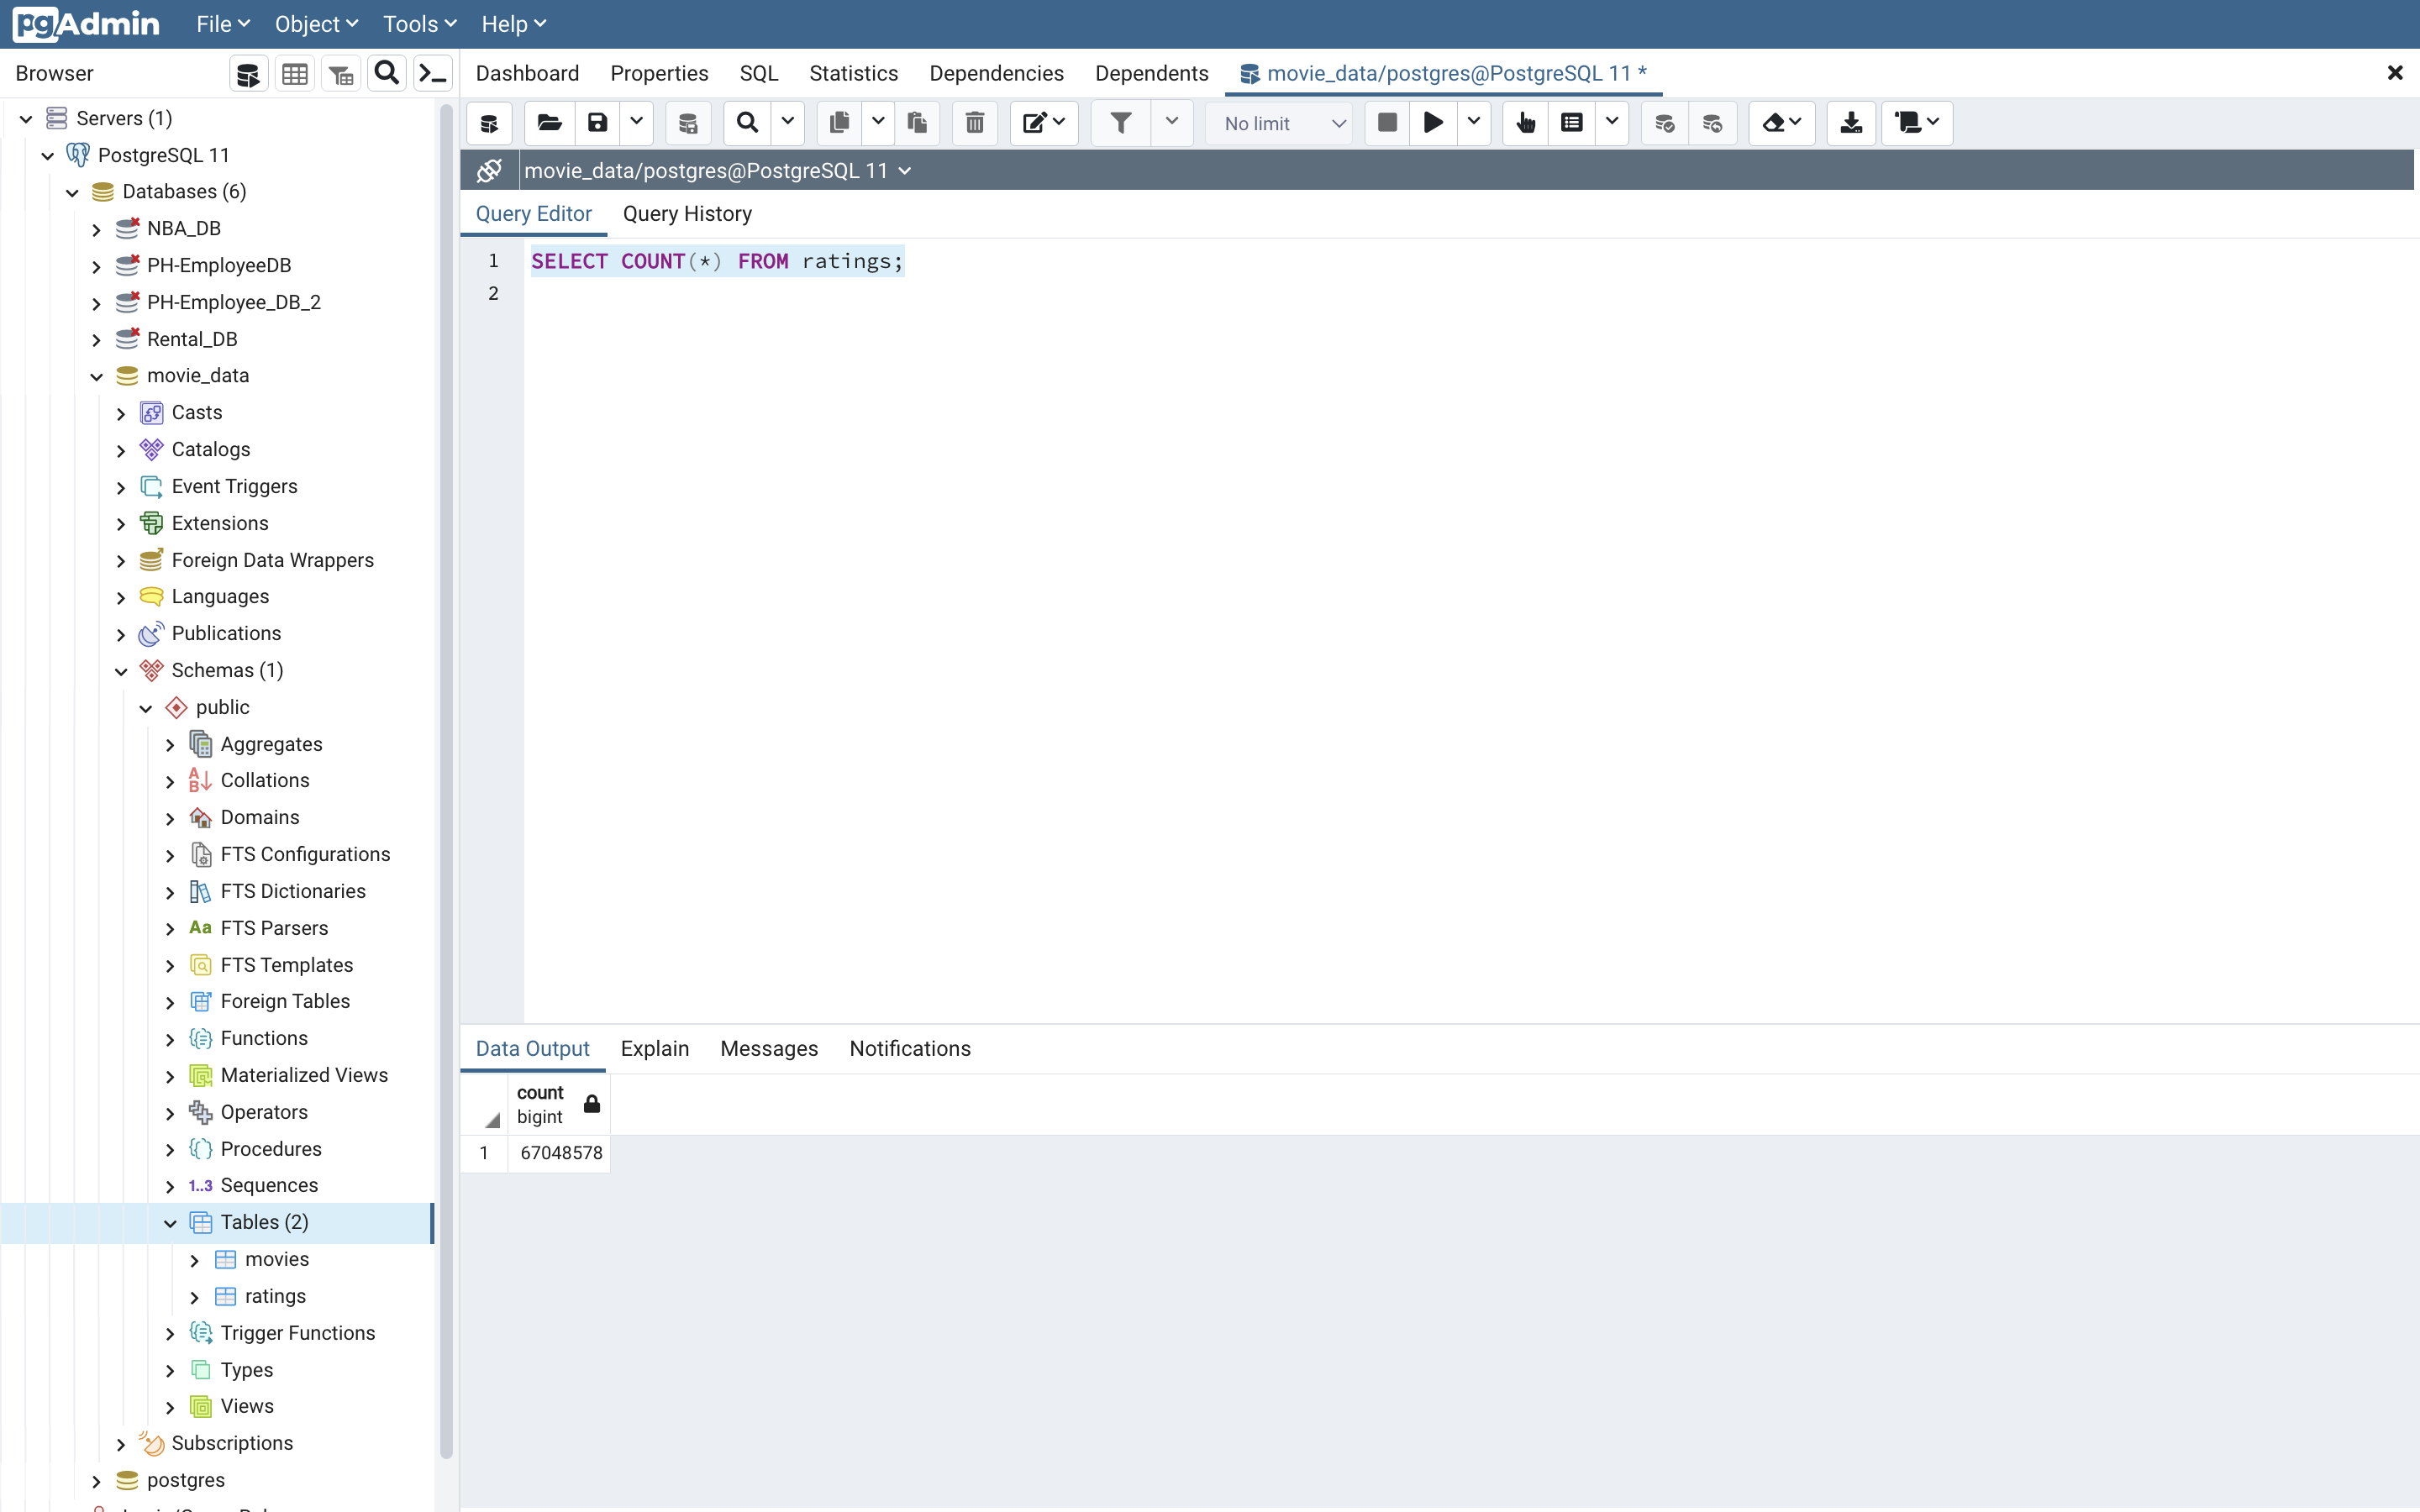 pgAdmin File Object Tools Help
Browser
Dashboard Properties SQL Statistics Dependencies Dependents movie_data/postgres@PostgreSQL 11 *
No limit
movie_data/postgres@PostgreSQL 11
Query Editor Query History
1 SELECT COUNT(*) FROM ratings;
2
Servers (1)
PostgreSQL 11
Databases (6)
NBA_DB
PH-EmployeeDB
PH-Employee_DB_2
Rental_DB
movie_data
Casts
Catalogs
Event Triggers
Extensions
Foreign Data Wrappers
Languages
Publications
Schemas (1)
public
Aggregates
Collations
Domains
FTS Configurations
FTS Dictionaries
Aa FTS Parsers
FTS Templates
Foreign Tables
Functions
Materialized Views
Operators
Procedures
1..3 Sequences
Tables (2)
movies
ratings
Trigger Functions
Types
Views
Subscriptions
postgres
Data Output Explain Messages Notifications
count
bigint
1 67048578